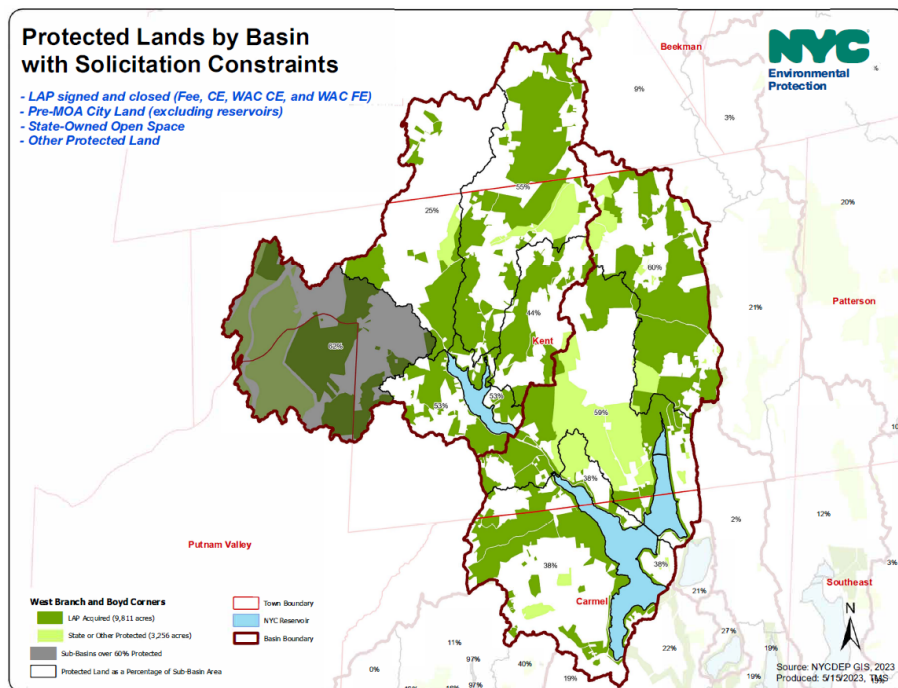 Protected Lands by Basin
with Solicitation Constraints
- LAP signed and closed (Fee, CE, WAC CE, and WAC FE)
- Pre-MOA City Land (excluding reservoirs)
- State-Owned Open Space
- Other Protected Land
NYC
Environmental
Protection
Beekman
9%
3%
%
55%
25%
20%
60%
21%
Patterson
44%
Kent
62%
53%
53%
59%
38%
10
2%
12%
Putnam Valley
38%
38%
3%
Southeast
Carmel
21%
22%
27%
11%
0%
97%
40%
19%
19%
97%
West Branch and Boyd Corners
LAP Acquired (9,811 acres)
State or Other Protected (3,256 acres)
Sub-Basins over 60% Protected
Protected Land as a Percentage of Sub-Basin Area
Town Boundary
NYC Reservoir
Basin Boundary
N
Source: NYCDEP GIS, 2023
Produced: 5/15/2023, TMS